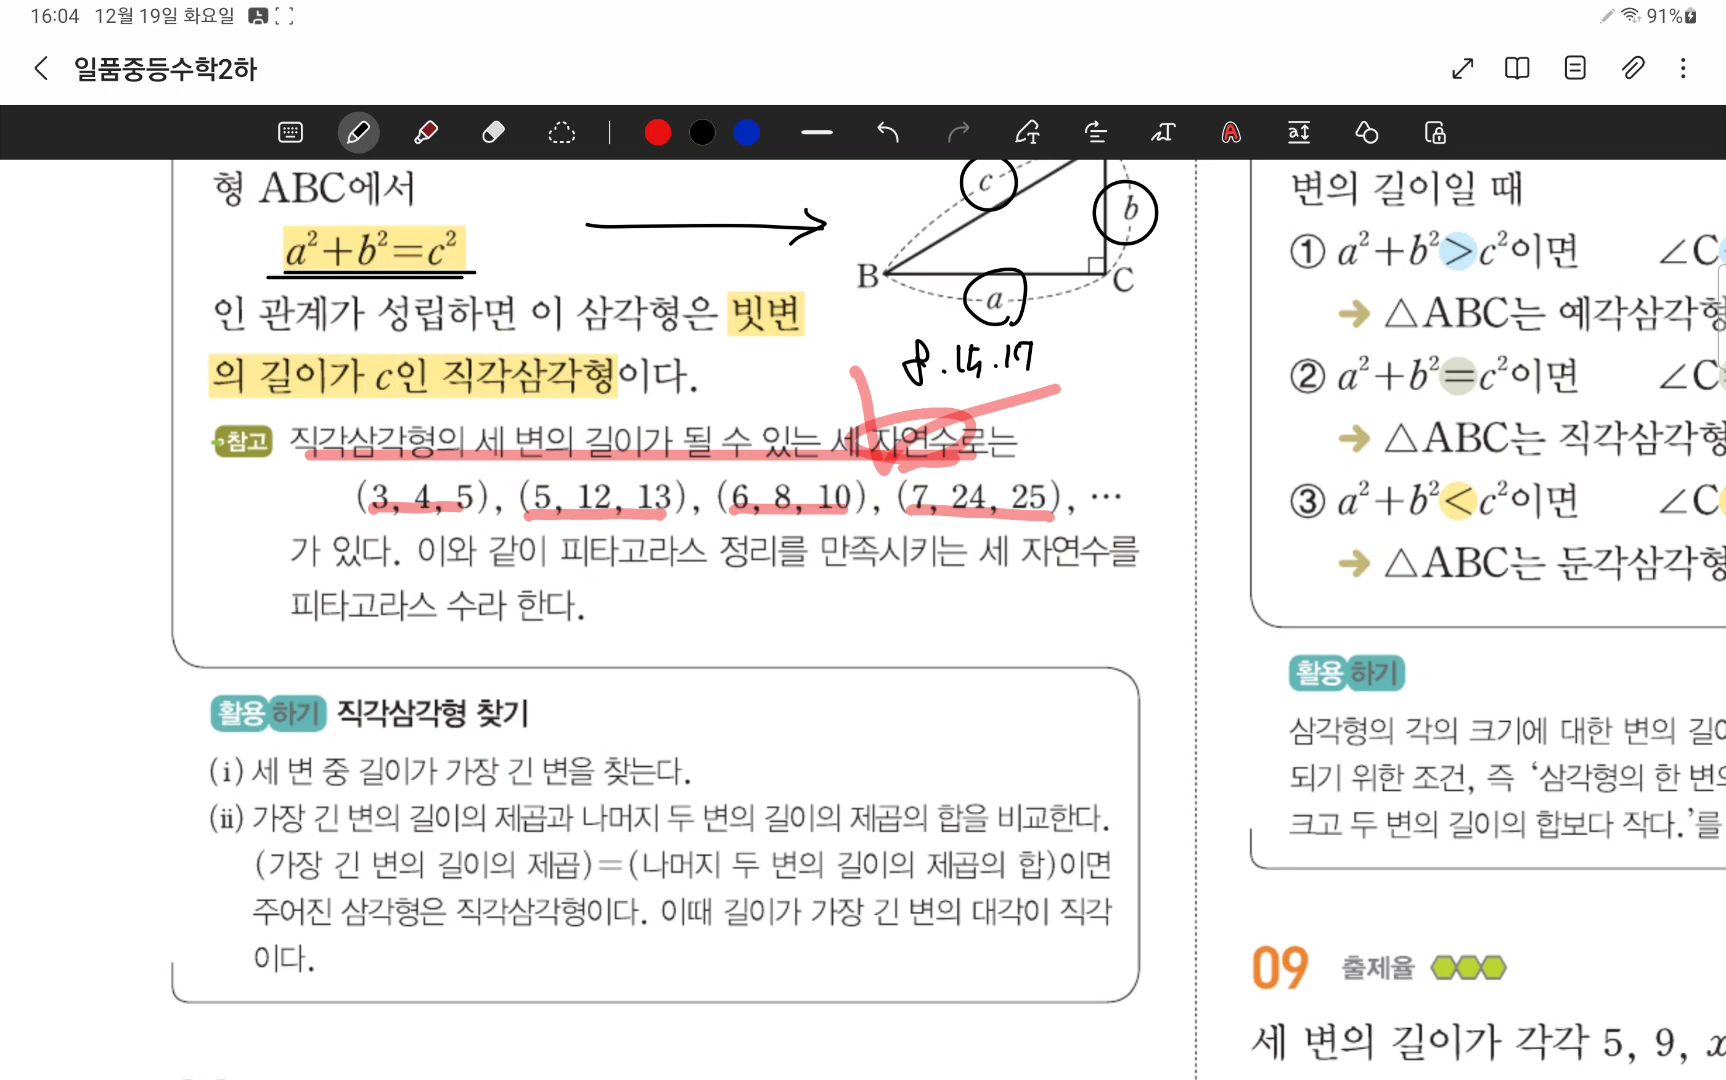 16:04 12월 19일 화요일 91%
일품중등수학2하
형 ABC에서
a²+b²=c²
인 관계가 성립하면 이 삼각형은 빗변
의 길이가 c인 직각삼각형이다.
c
b
B
C
a
8.15.17
참고 직각삼각형의 세 변의 길이가 될 수 있는 세 자연수로는
(3, 4, 5), (5, 12, 13), (6, 8, 10), (7, 24, 25), ⋯
가 있다. 이와 같이 피타고라스 정리를 만족시키는 세 자연수를
피타고라스 수라 한다.
활용하기 직각삼각형 찾기
(ⅰ) 세 변 중 길이가 가장 긴 변을 찾는다.
(ⅱ) 가장 긴 변의 길이의 제곱과 나머지 두 변의 길이의 제곱의 합을 비교한다.
(가장 긴 변의 길이의 제곱)=(나머지 두 변의 길이의 제곱의 합)이면
주어진 삼각형은 직각삼각형이다. 이때 길이가 가장 긴 변의 대각이 직각
이다.
변의 길이일 때
① a²+b²>c²이면 ∠C
➔ △ABC는 예각삼각형
② a²+b²=c²이면 ∠C
➔ △ABC는 직각삼각형
③ a²+b²<c²이면 ∠C
➔ △ABC는 둔각삼각형
활용하기
삼각형의 각의 크기에 대한 변의 길이
되기 위한 조건, 즉 ‘삼각형의 한 변의
크고 두 변의 길이의 합보다 작다.’를
09 출제율
세 변의 길이가 각각 5, 9, x